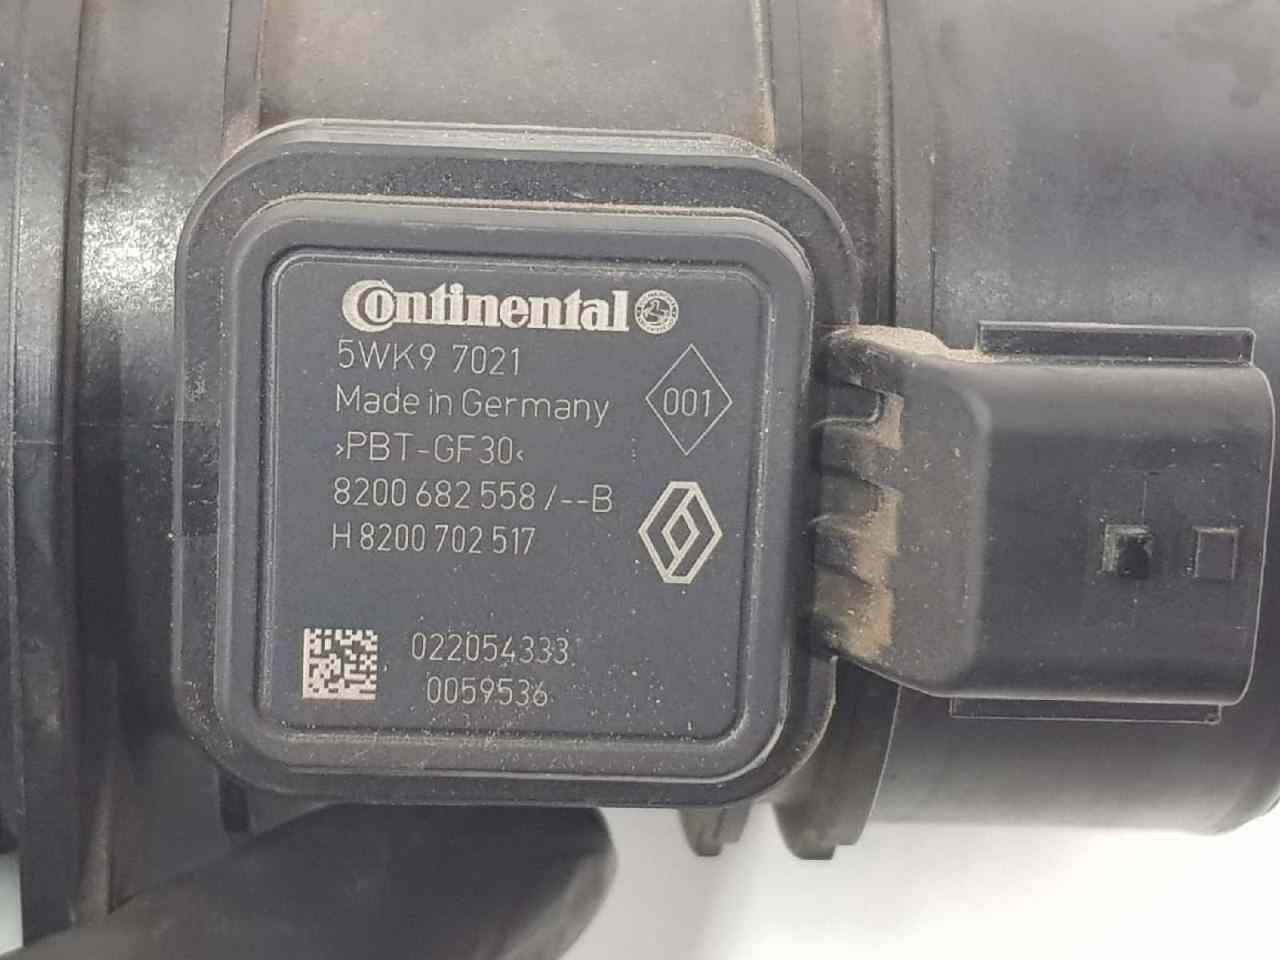 Continental
5WK9 7021
Made in Germany
001
>PBT-GF30<
8200 682 558 /--B
H 8200 702 517
022054333
0059536